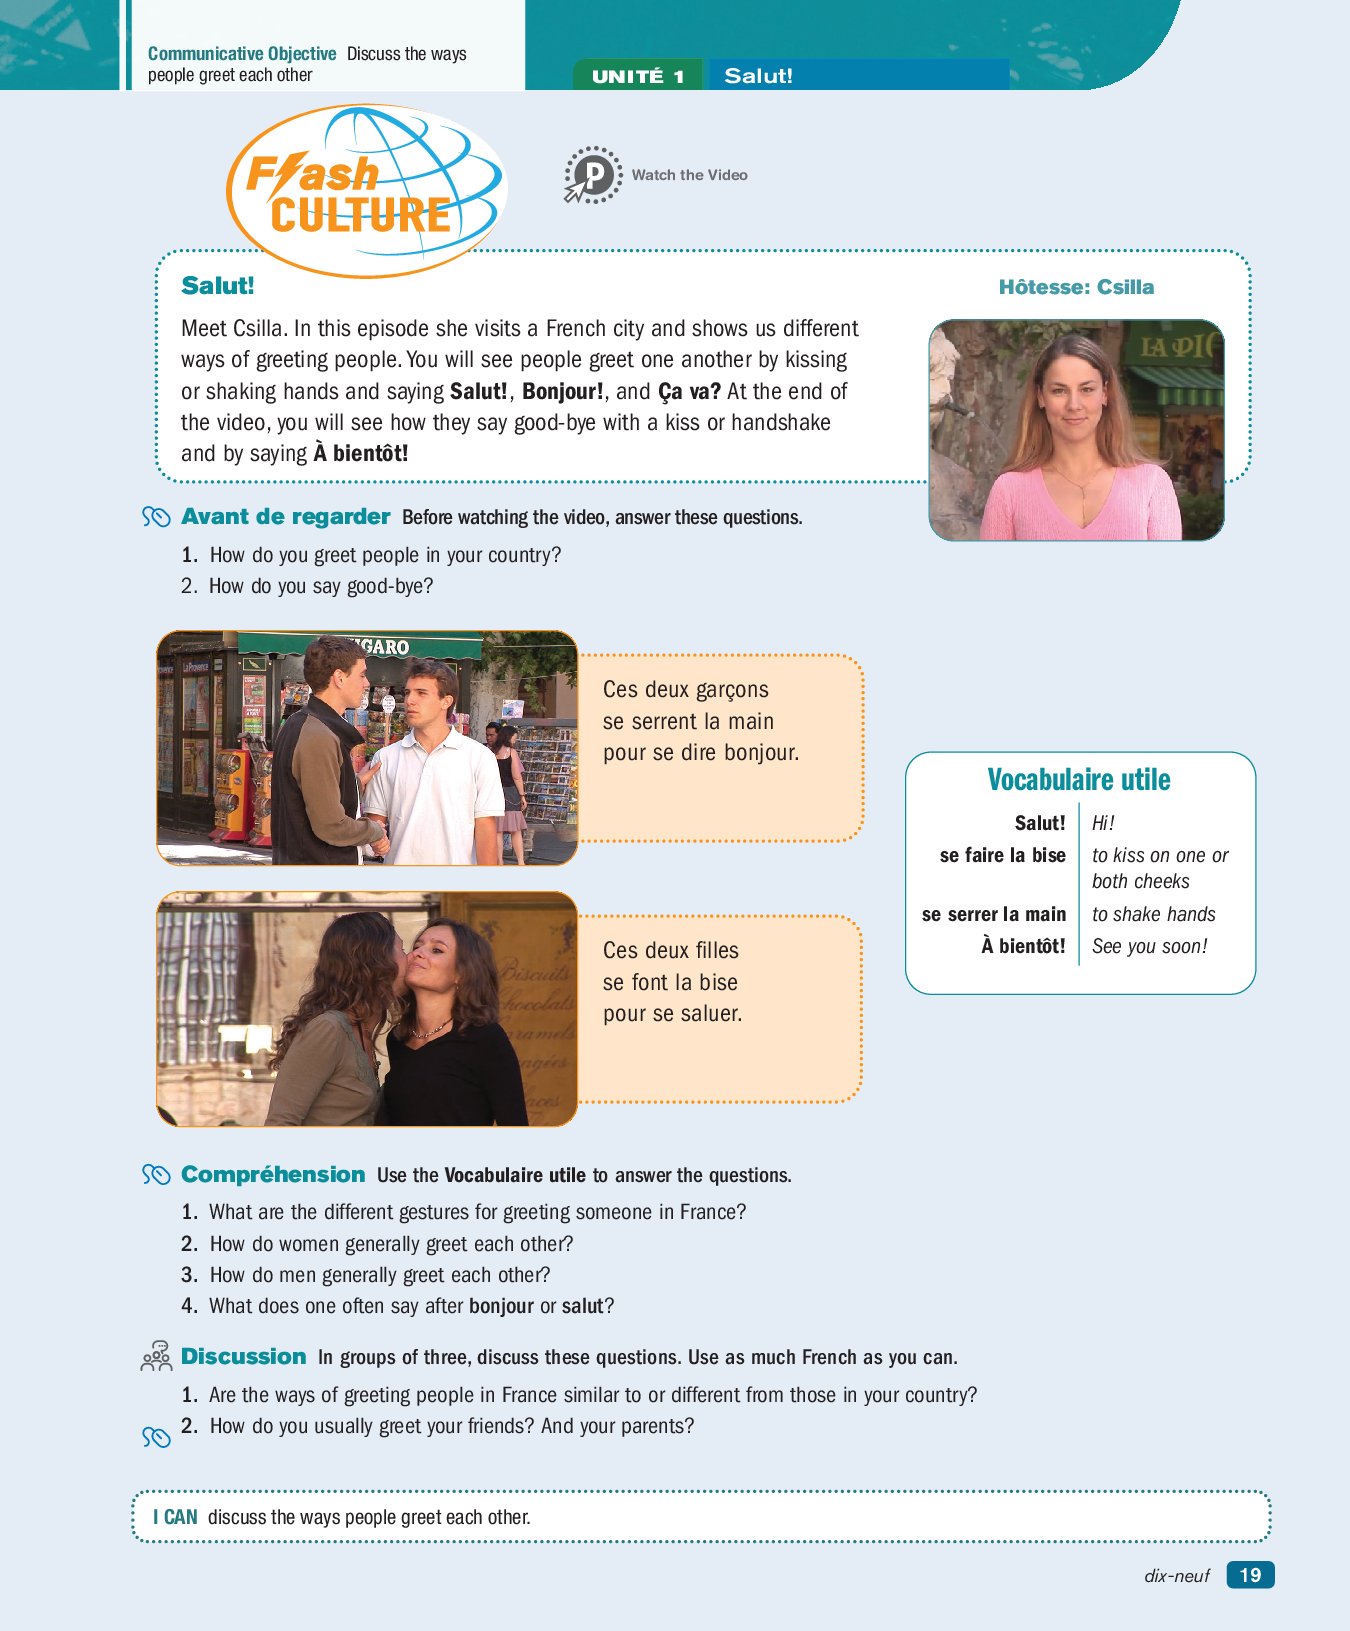 Communicative Objective Discuss the ways
people greet each other
UNITÉ 1 Salut!
Flash
CULTURE
P Watch the Video
Salut!
Hôtesse: Csilla
Meet Csilla. In this episode she visits a French city and shows us different
ways of greeting people. You will see people greet one another by kissing
or shaking hands and saying Salut!, Bonjour!, and Ça va? At the end of
the video, you will see how they say good-bye with a kiss or handshake
and by saying À bientôt!
LA PIC
Avant de regarder Before watching the video, answer these questions.
1. How do you greet people in your country?
2. How do you say good-bye?
IGARO
La Provence
Ces deux garçons
se serrent la main
pour se dire bonjour.
Vocabulaire utile
Salut! Hi!
se faire la bise to kiss on one or
both cheeks
se serrer la main to shake hands
À bientôt! See you soon!
Biscuits
chocolats
aramels
agées
laces
Ces deux filles
se font la bise
pour se saluer.
Compréhension Use the Vocabulaire utile to answer the questions.
1. What are the different gestures for greeting someone in France?
2. How do women generally greet each other?
3. How do men generally greet each other?
4. What does one often say after bonjour or salut?
Discussion In groups of three, discuss these questions. Use as much French as you can.
1. Are the ways of greeting people in France similar to or different from those in your country?
2. How do you usually greet your friends? And your parents?
I CAN discuss the ways people greet each other.
dix-neuf 19